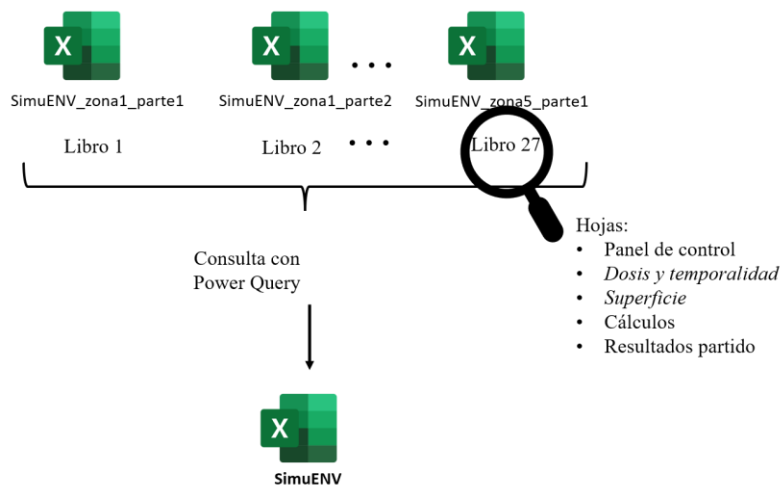 X X • • • X
SimuENV_zona1_parte1 SimuENV_zona1_parte2 SimuENV_zona5_parte1
Libro 1 Libro 2 • • • Libro 27
Hojas:
• Panel de control
• Dosis y temporalidad
• Superficie
• Cálculos
• Resultados partido
Consulta con
Power Query
X
SimuENV